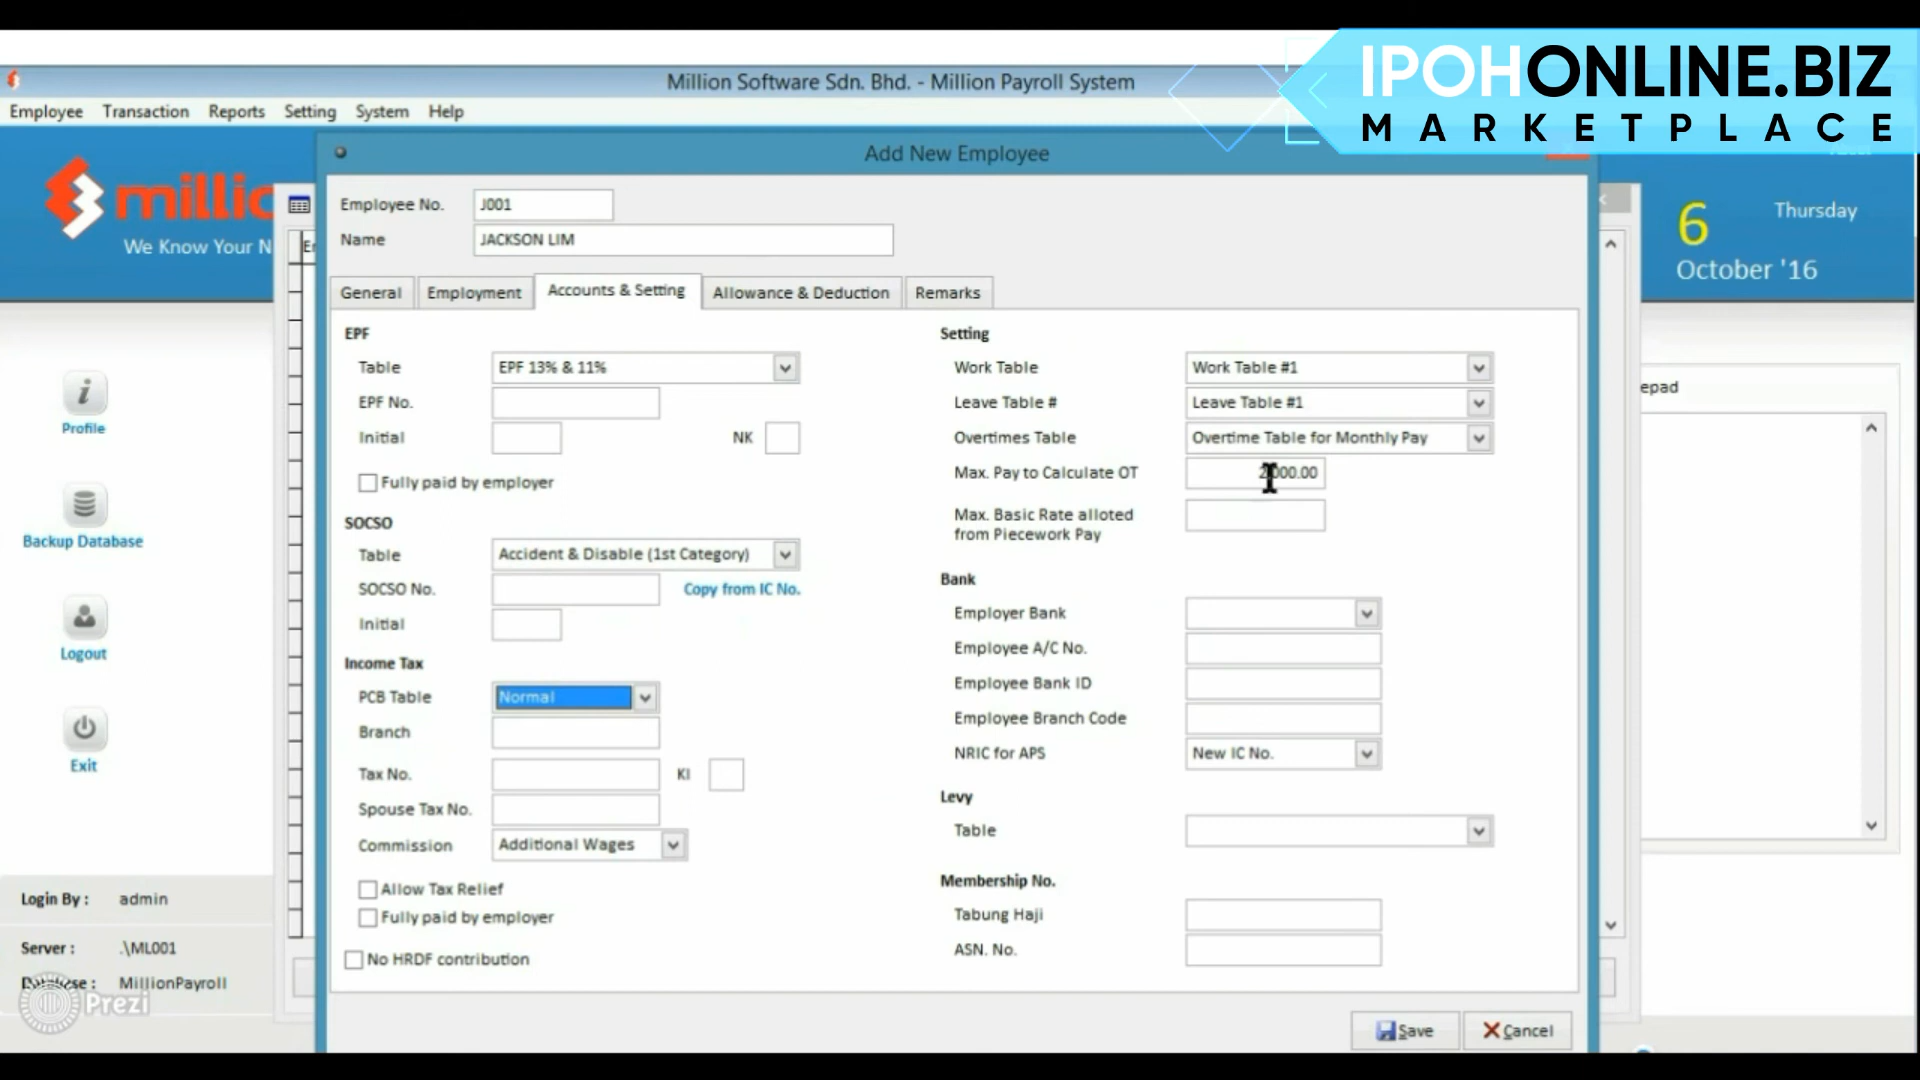 IPOHONLINE.BIZ
MARKETPLACE
Million Software Sdn. Bhd. - Million Payroll System
Employee Transaction Reports Setting System Help
Add New Employee
We Know Your N
6 Thursday
October '16
Employee No. J001
Name JACKSON LIM
General Employment Accounts & Setting Allowance & Deduction Remarks
EPF
Table EPF 13% & 11%
EPF No.
Initial NK
Fully paid by employer
SOCSO
Table Accident & Disable (1st Category)
SOCSO No. Copy from IC No.
Initial
Income Tax
PCB Table Normal
Branch
Tax No. KI
Spouse Tax No.
Commission Additional Wages
Allow Tax Relief
Fully paid by employer
No HRDF contribution
Setting
Work Table Work Table #1
Leave Table # Leave Table #1
Overtimes Table Overtime Table for Monthly Pay
Max. Pay to Calculate OT
Max. Basic Rate alloted
from Piecework Pay
Bank
Employer Bank
Employee A/C No.
Employee Bank ID
Employee Branch Code
NRIC for APS New IC No.
Levy
Table
Membership No.
Tabung Haji
ASN. No.
Save Cancel
Profile
Backup Database
Logout
Exit
Login By : admin
Server : .\ML001
MillionPayroll
Prezi
epad